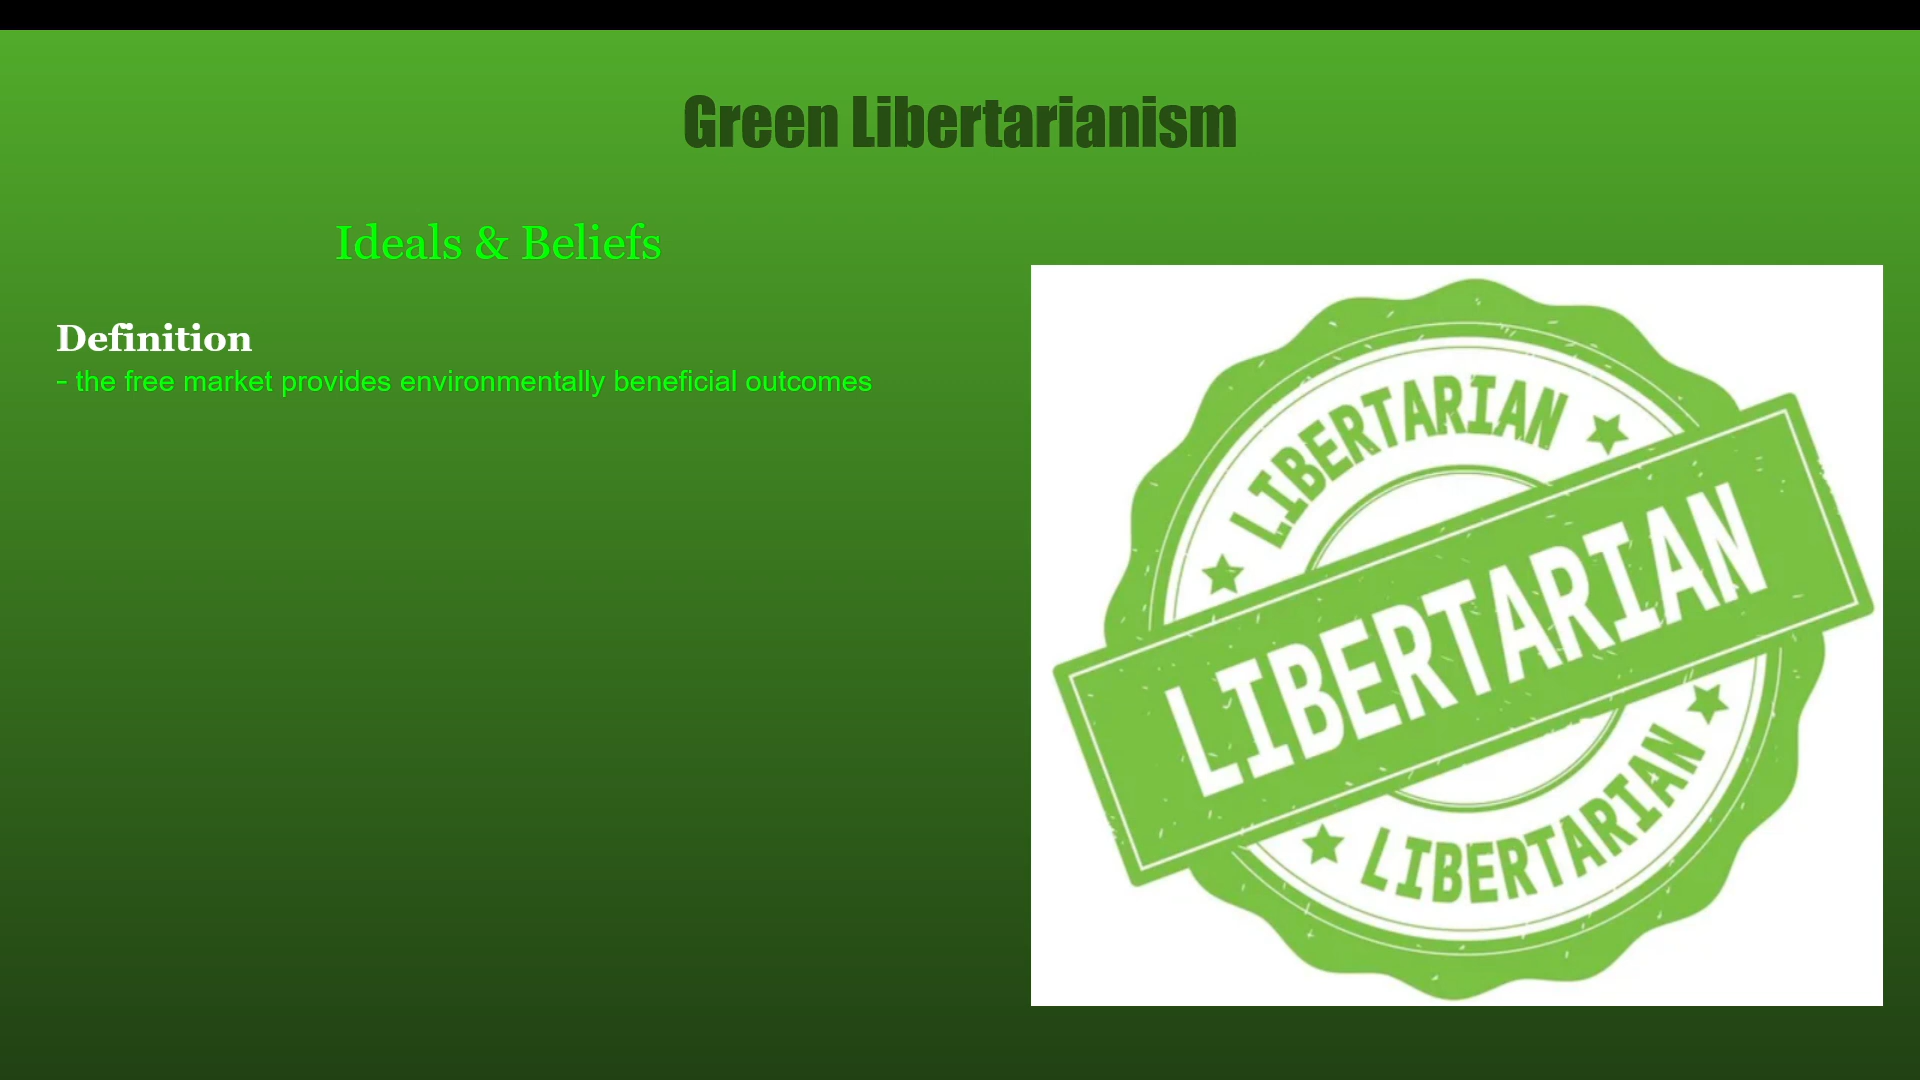 Green Libertarianism
Ideals & Beliefs
Definition
- the free market provides environmentally beneficial outcomes
LIBERTARIAN
LIBERTARIAN
LIBERTARIAN